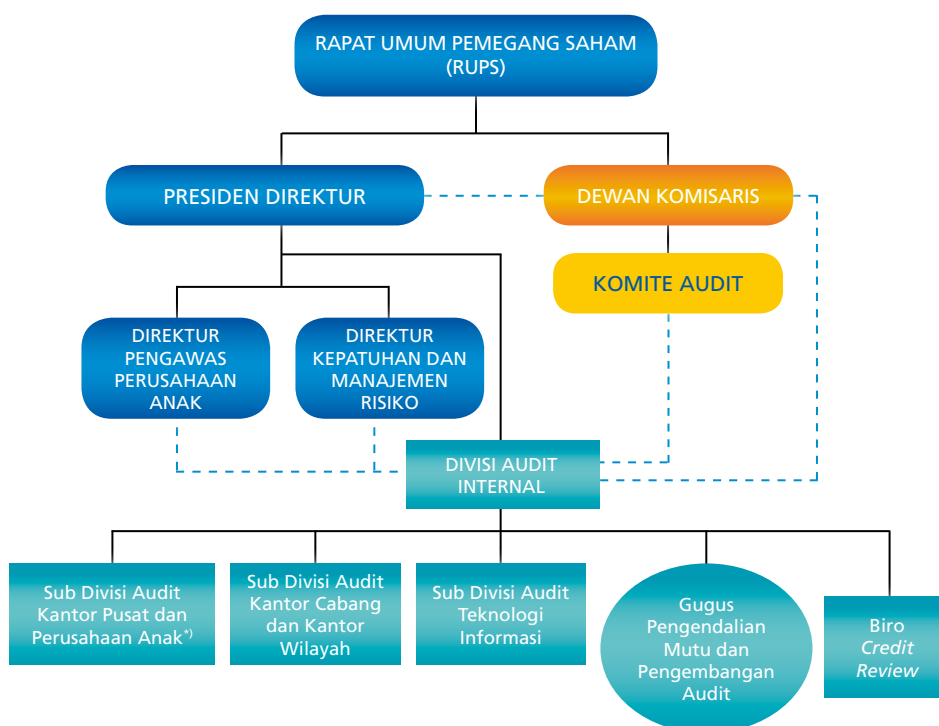 RAPAT UMUM PEMEGANG SAHAM
(RUPS)
PRESIDEN DIREKTUR
DEWAN KOMISARIS
KOMITE AUDIT
DIREKTUR
PENGAWAS
PERUSAHAAN
ANAK
DIREKTUR
KEPATUHAN DAN
MANAJEMEN
RISIKO
DIVISI AUDIT
INTERNAL
Sub Divisi Audit
Kantor Pusat dan
Perusahaan Anak*)
Sub Divisi Audit
Kantor Cabang
dan Kantor
Wilayah
Sub Divisi Audit
Teknologi
Informasi
Gugus
Pengendalian
Mutu dan
Pengembangan
Audit
Biro
Credit
Review